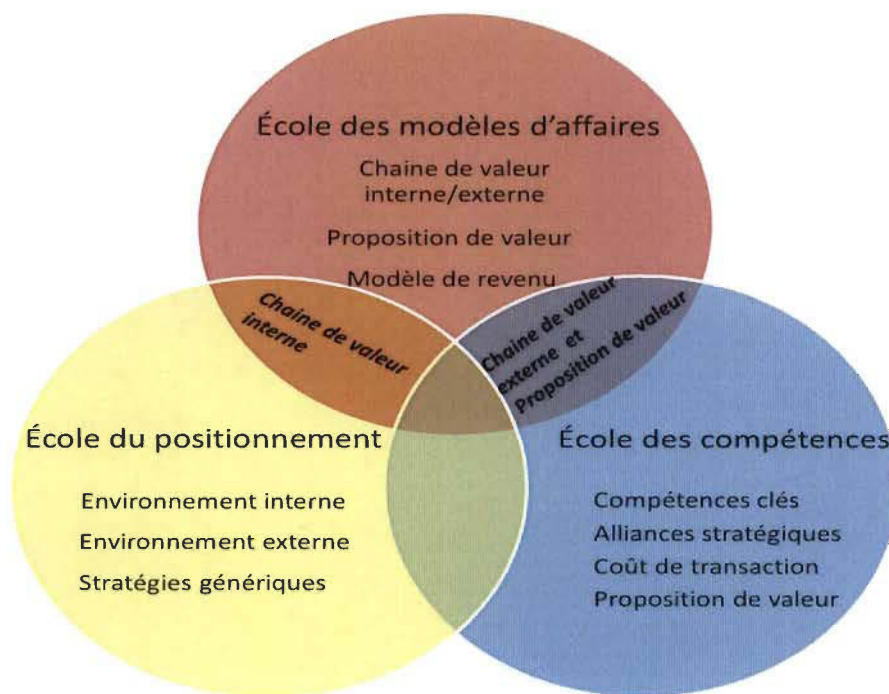 École des modèles d'affaires
Chaine de valeur
interne/externe
Proposition de valeur
Modèle de revenu
Chaine de valeur
interne
Chaine de valeur
externe et
Proposition de valeur
École du positionnement
Environnement interne
Environnement externe
Stratégies génériques
École des compétences
Compétences clés
Alliances stratégiques
Coût de transaction
Proposition de valeur